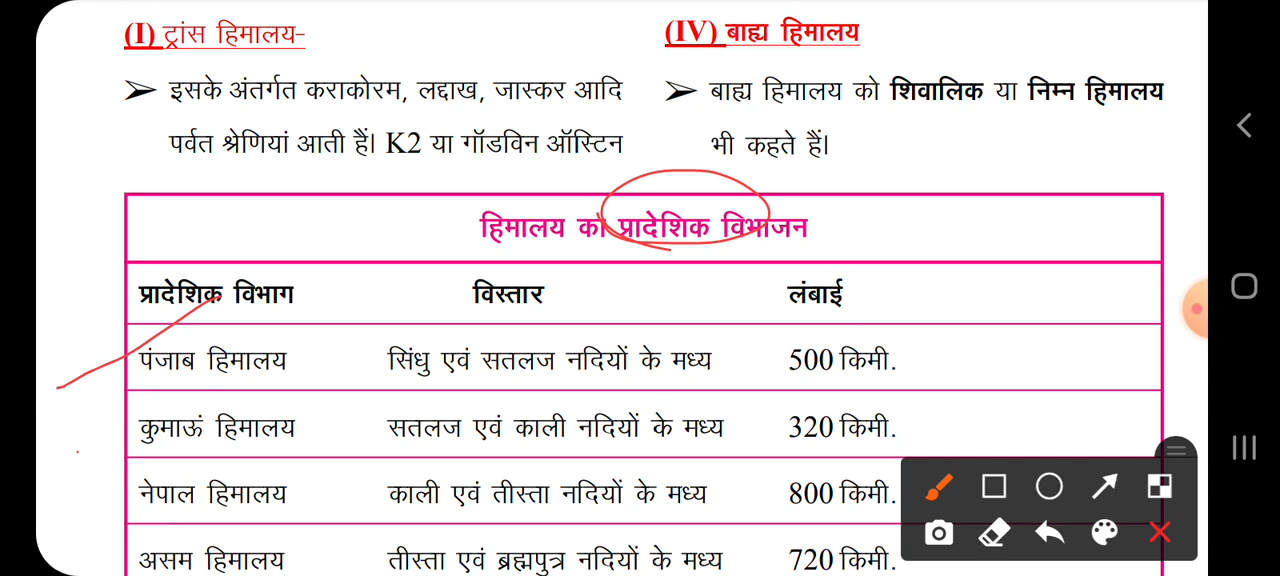 (I) ट्रांस हिमालय-
➢ इसके अंतर्गत कराकोरम, लद्दाख, जास्कर आदि
पर्वत श्रेणियां आती हैं। K2 या गॉडविन ऑस्टिन
(IV) बाह्य हिमालय
➢ बाह्य हिमालय को शिवालिक या निम्न हिमालय
भी कहते हैं।
हिमालय का प्रादेशिक विभाजन
प्रादेशिक विभाग विस्तार लंबाई
पंजाब हिमालय सिंधु एवं सतलज नदियों के मध्य 500 किमी.
कुमाऊं हिमालय सतलज एवं काली नदियों के मध्य 320 किमी.
नेपाल हिमालय काली एवं तीस्ता नदियों के मध्य 800 किमी.
असम हिमालय तीस्ता एवं ब्रह्मपुत्र नदियों के मध्य 720 किमी.